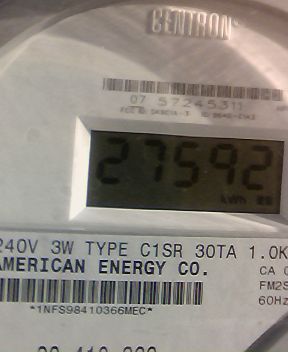 CENTRON
07 57245311
27592
kWh
240V 3W TYPE C1SR 30TA 1.0K
AMERICAN ENERGY CO.
CA 0
FM2S
60Hz
*1NFS98410366MEC*